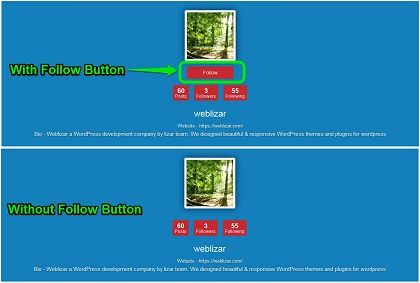 With Follow Button
Follow
60 3 55
Posts Followers Following
weblizar
Website - https://weblizar.com/
Bio - Weblizar a WordPress development company by lizar team. We designed beautiful & responsive WordPress themes and plugins for wordpress
Without Follow Button
60 3 55
Posts Followers Following
weblizar
Website - https://weblizar.com/
Bio - Weblizar a WordPress development company by lizar team. We designed beautiful & responsive WordPress themes and plugins for wordpress